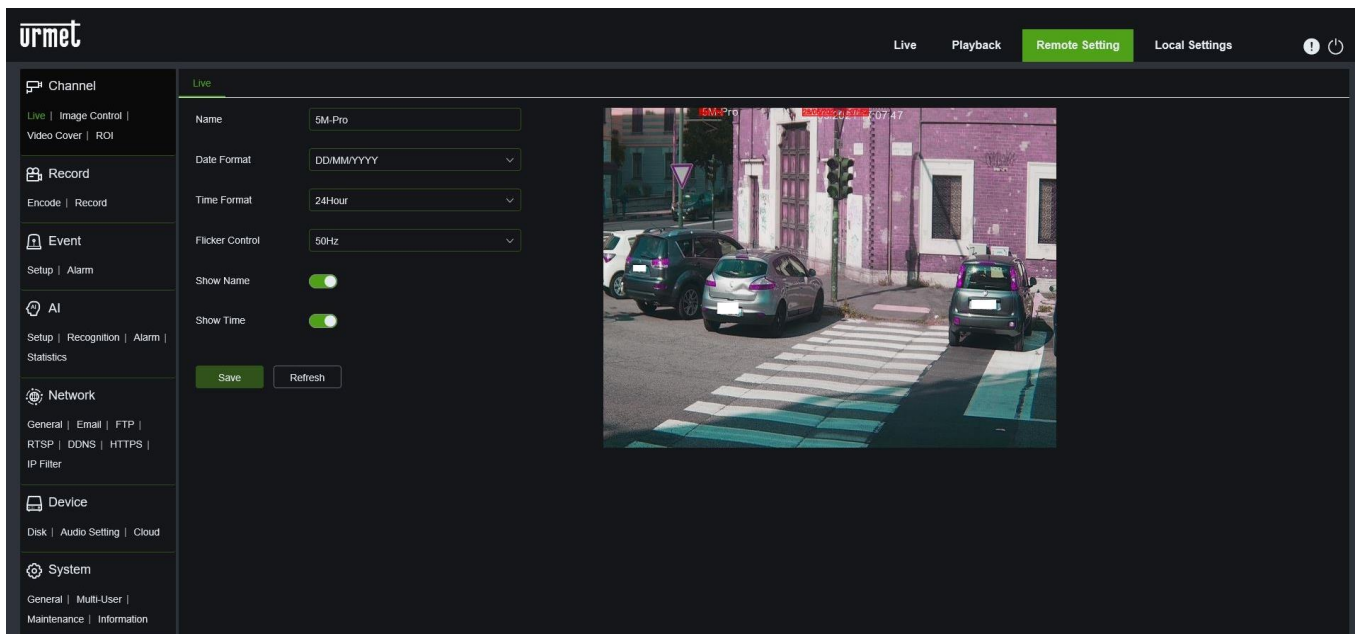 urmet
Live Playback Remote Setting Local Settings
Channel
Live | Image Control |
Video Cover | ROI
Record
Encode | Record
Event
Setup | Alarm
AI
Setup | Recognition | Alarm |
Statistics
Network
General | Email | FTP |
RTSP | DDNS | HTTPS |
IP Filter
Device
Disk | Audio Setting | Cloud
System
General | Multi-User |
Maintenance | Information
Live
Name 5M-Pro
Date Format DD/MM/YYYY
Time Format 24Hour
Flicker Control 50Hz
Show Name
Show Time
Save Refresh
5M-Pro